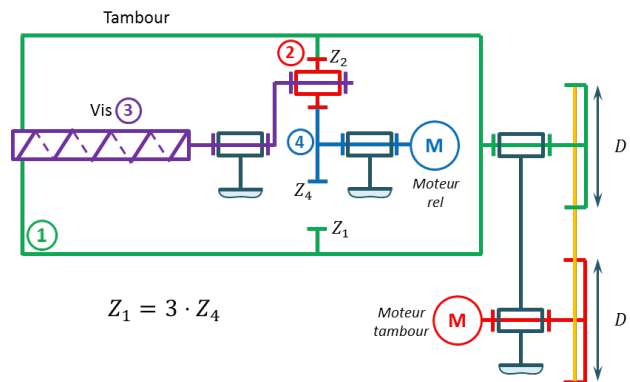 Tambour
2
Z₂
Vis 3
4
M
D
Moteur
rel
Z₄
Z₁
1
Z₁ = 3 · Z₄
Moteur
tambour
M
D